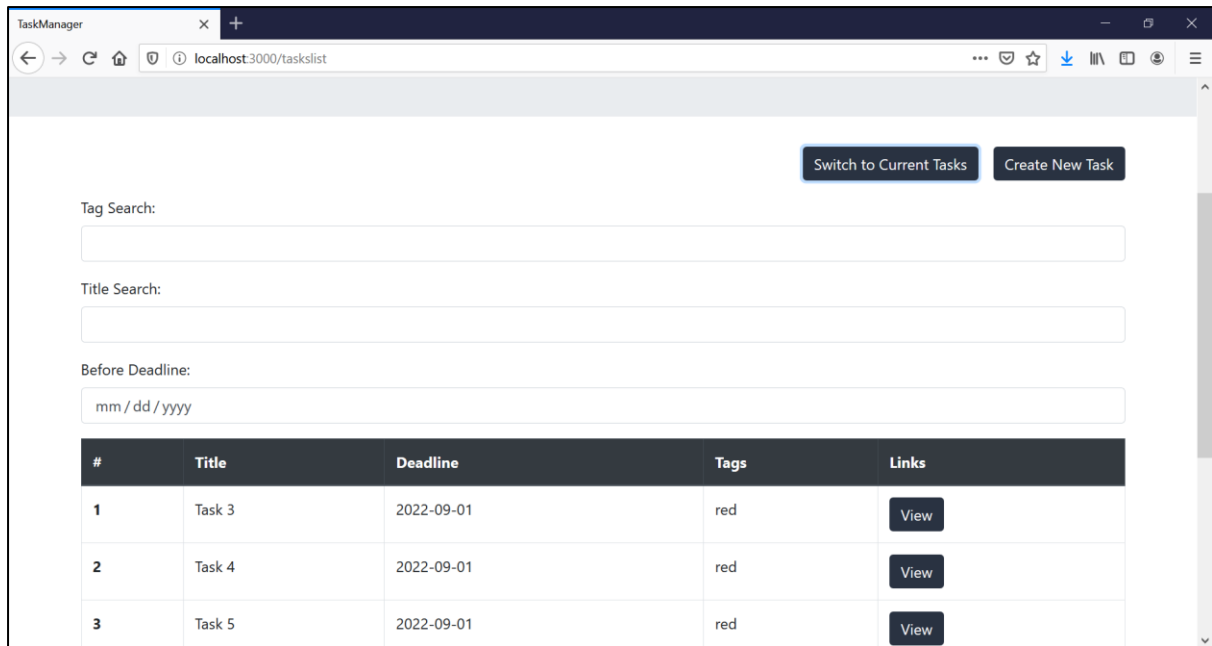 TaskManager
localhost:3000/taskslist
Switch to Current Tasks Create New Task
Tag Search:
Title Search:
Before Deadline:
mm / dd / yyyy
# Title Deadline Tags Links
1 Task 3 2022-09-01 red View
2 Task 4 2022-09-01 red View
3 Task 5 2022-09-01 red View